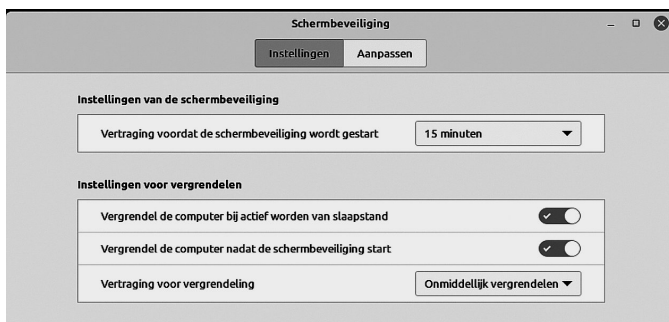 Schermbeveiliging
Instellingen Aanpassen
Instellingen van de schermbeveiliging
Vertraging voordat de schermbeveiliging wordt gestart 15 minuten
Instellingen voor vergrendelen
Vergrendel de computer bij actief worden van slaapstand
Vergrendel de computer nadat de schermbeveiliging start
Vertraging voor vergrendeling Onmiddellijk vergrendelen